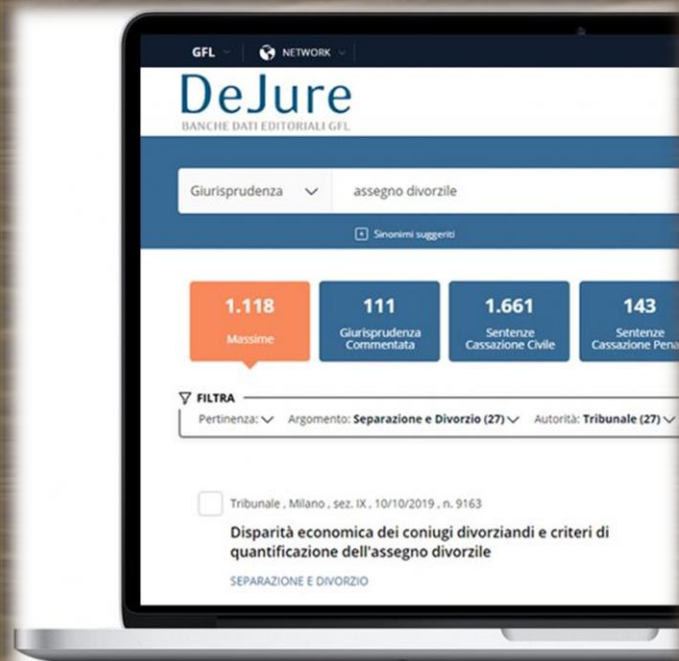 GFL NETWORK
DeJure
BANCHE DATI EDITORIALI GFL
Giurisprudenza assegno divorzile
Sinonimi suggeriti
1.118 111 1.661 143
Massime Giurisprudenza Sentenze Sentenze
Commentata Cassazione Civile Cassazione Pena
FILTRA
Pertinenza: Argomento: Separazione e Divorzio (27) Autorità: Tribunale (27)
Tribunale , Milano , sez. IX , 10/10/2019 , n. 9163
Disparità economica dei coniugi divorziandi e criteri di
quantificazione dell'assegno divorzile
SEPARAZIONE E DIVORZIO